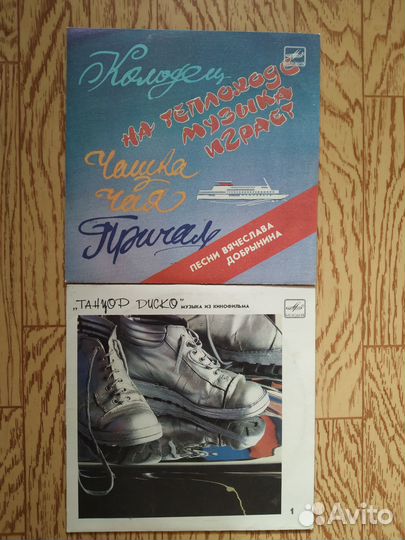 Колодец
НА ТЕПЛОХОДЕ
МУЗЫКА
ИГРАЕТ
Чашка
чая
Причал
ПЕСНИ ВЯЧЕСЛАВА
ДОБРЫНИНА
„ТАНЦОР ДИСКО" МУЗЫКА ИЗ КИНОФИЛЬМА
1
Avito